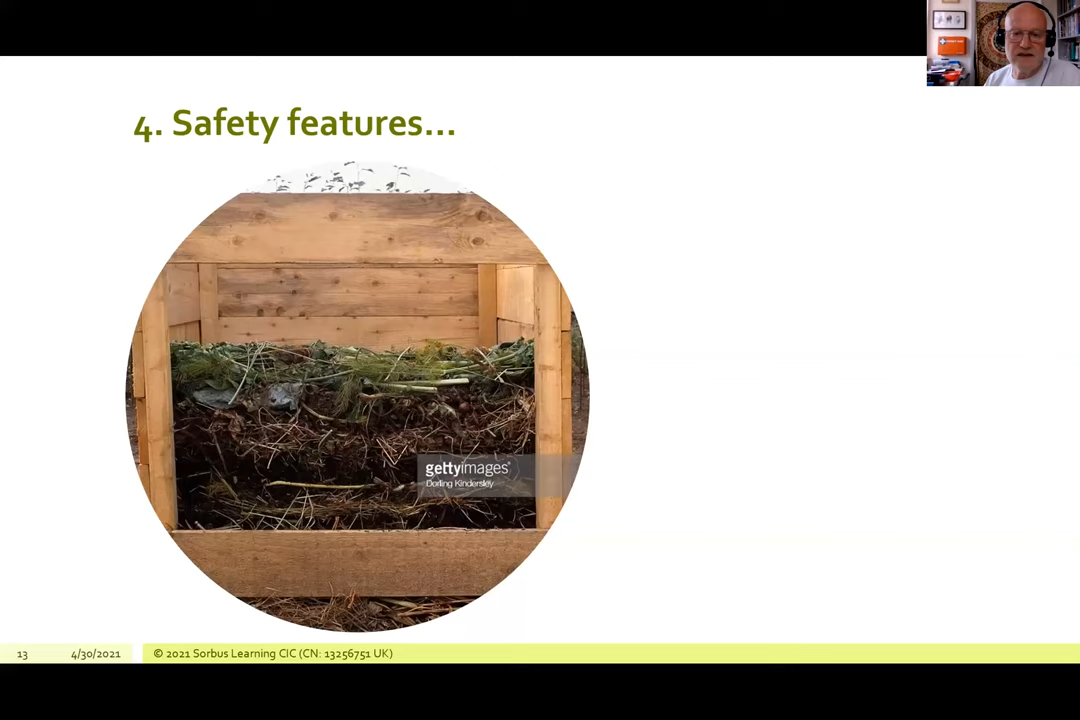 4. Safety features...
gettyimages®
Dorling Kindersley
13
4/30/2021
© 2021 Sorbus Learning CIC (CN: 13256751 UK)